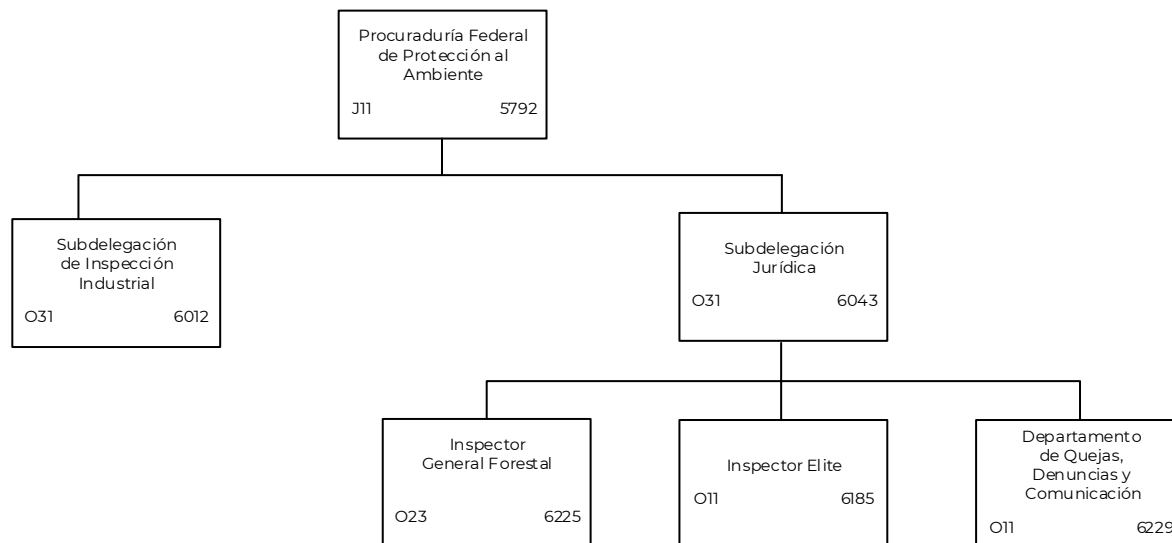 Procuraduría Federal
de Protección al
Ambiente
J11 5792
Subdelegación
de Inspección
Industrial
O31 6012
Subdelegación
Jurídica
O31 6043
Inspector
General Forestal
O23 6225
Inspector Elite
O11 6185
Departamento
de Quejas,
Denuncias y
Comunicación
O11 6229